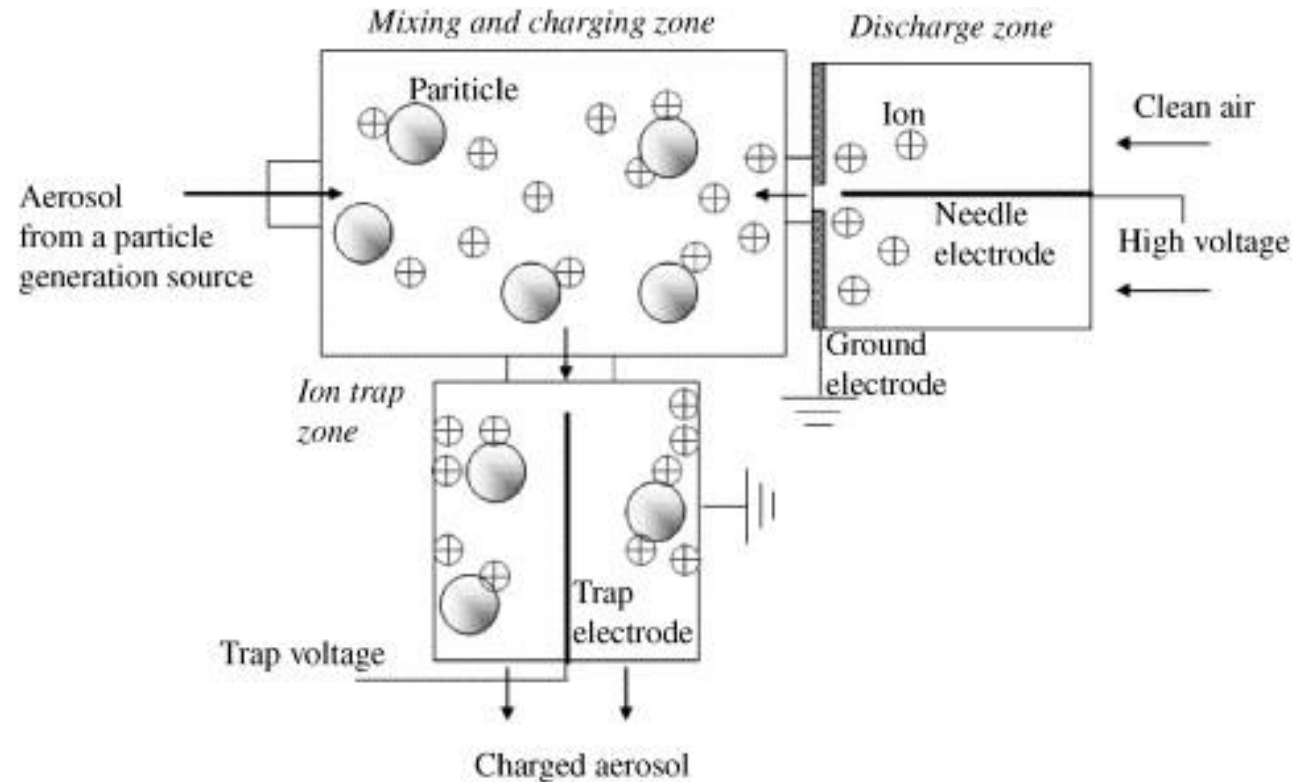 Mixing and charging zone
Discharge zone
Pariticle
Ion
Clean air
Aerosol
from a particle
generation source
Needle
electrode
High voltage
Ground
electrode
Ion trap
zone
Trap
electrode
Trap voltage
Charged aerosol